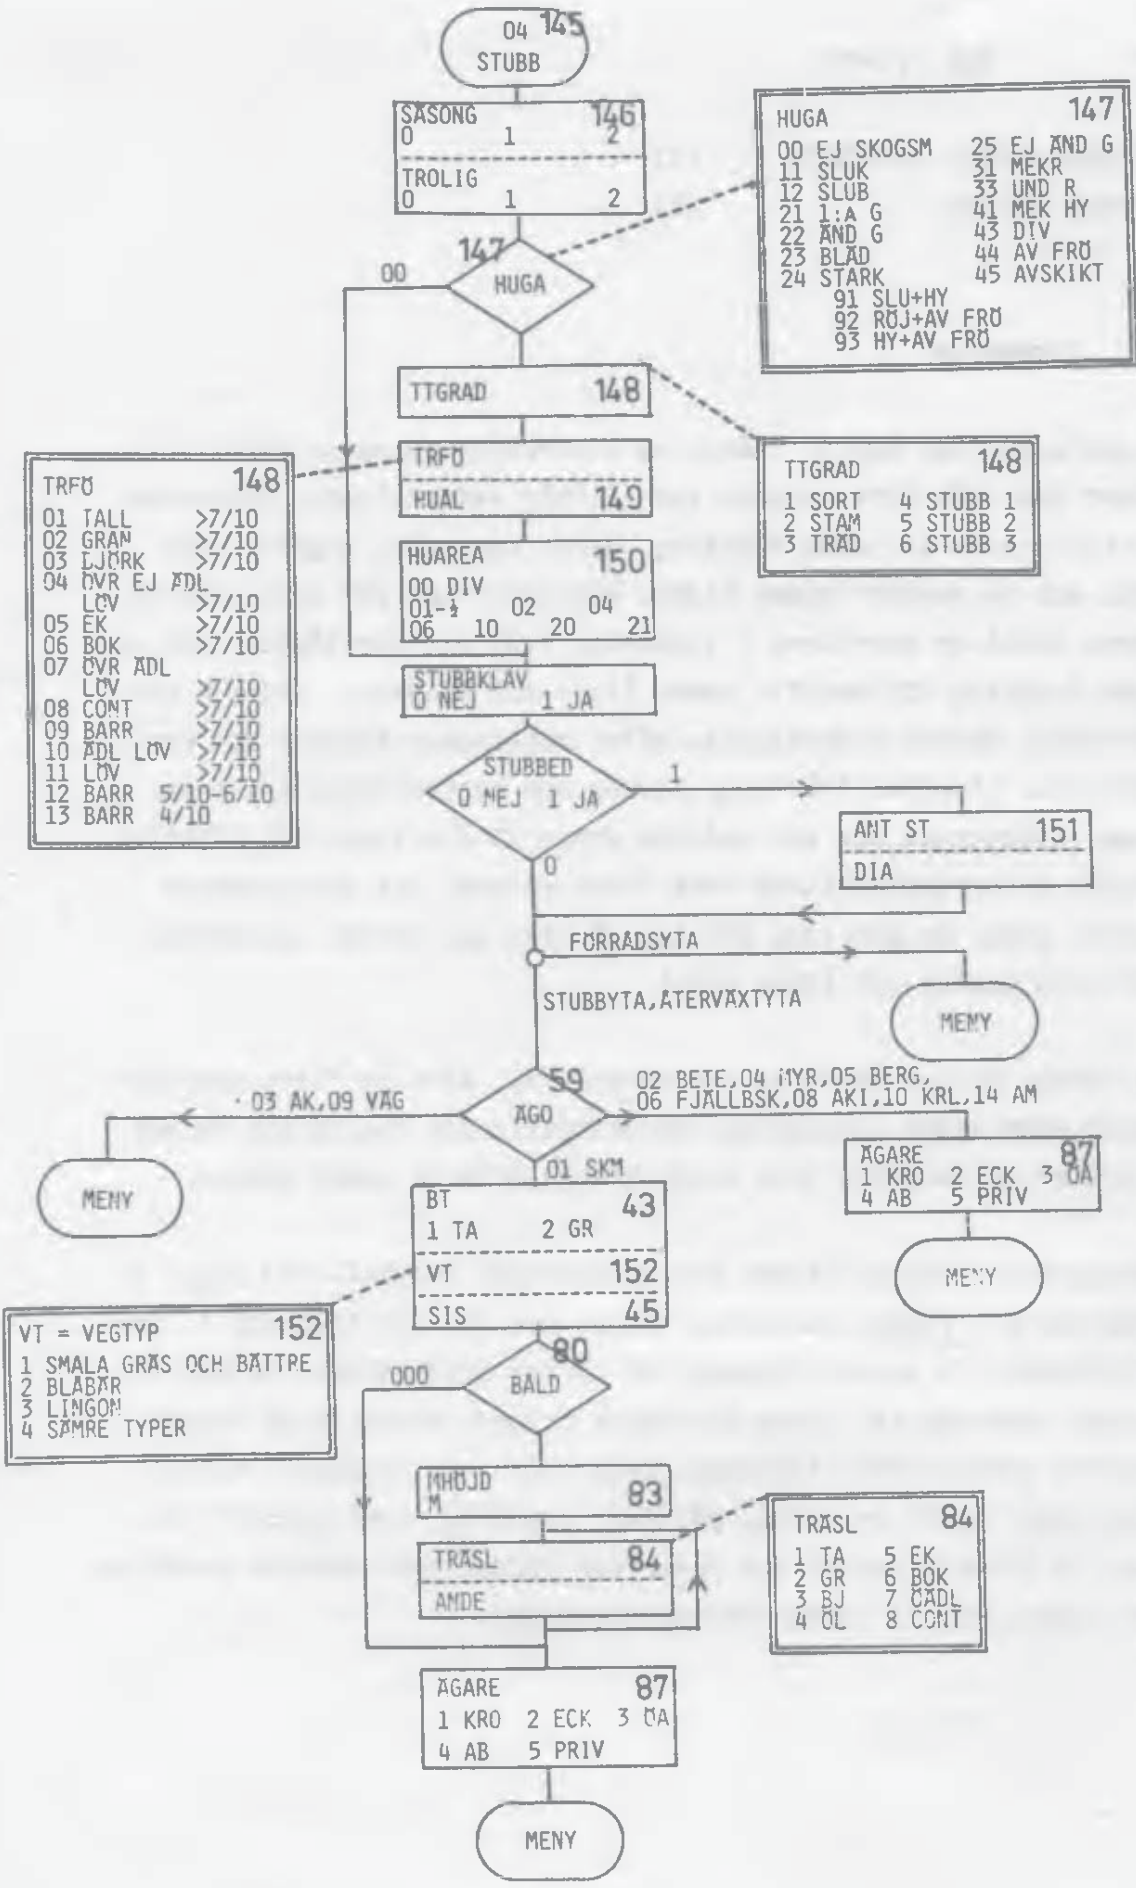 04 145
STUBB
SÄSONG 146
0 1 2
TROLIG
0 1 2
HUGA 147
00 EJ SKOGSM 25 EJ ÄND G
11 SLUK 31 MEKR
12 SLUB 33 UND R
21 1:A G 41 MEK HY
22 ÄND G 43 DIV
23 BLÄD 44 AV FRÖ
24 STARK 45 AVSKIKT
91 SLU+HY
92 RÖJ+AV FRÖ
93 HY+AV FRÖ
147
00 HUGA
TTGRAD 148
TRFÖ
HUAL 149
TRFÖ 148
01 TALL >7/10
02 GRAN >7/10
03 BJÖRK >7/10
04 ÖVR EJ ÄDL
LÖV >7/10
05 EK >7/10
06 BOK >7/10
07 ÖVR ÄDL
LÖV >7/10
08 CONT >7/10
09 BARR >7/10
10 ÄDL LÖV >7/10
11 LÖV >7/10
12 BARR 5/10-6/10
13 BARR 4/10
TTGRAD 148
1 SORT 4 STUBB 1
2 STAM 5 STUBB 2
3 TRÄD 6 STUBB 3
HUAREA 150
00 DIV
01-½ 02 04
06 10 20 21
STUBBKLAV
0 NEJ 1 JA
STUBBED 1
0 NEJ 1 JA
0
ANT ST 151
DIA
FÖRRÅDSYTA
STUBBYTA,ÅTERVÄXTYTA
MENY
59
ÄGO
03 AK,09 VÄG
02 BETE,04 MYR,05 BERG,
06 FJÄLLBSK,08 AKI,10 KRL,14 AM
01 SKM
MENY
ÄGARE 87
1 KRO 2 ECK 3 ÖA
4 AB 5 PRIV
MENY
BT 43
1 TA 2 GR
VT 152
SIS 45
VT = VEGTYP 152
1 SMALA GRÄS OCH BÄTTRE
2 BLÅBÄR
3 LINGON
4 SÄMRE TYPER
80
000 BÄLD
MHÖJD 83
M
TRÄSL 84
ANDE
TRÄSL 84
1 TA 5 EK
2 GR 6 BOK
3 BJ 7 ÖÄDL
4 ÖL 8 CONT
ÄGARE 87
1 KRO 2 ECK 3 ÖA
4 AB 5 PRIV
MENY